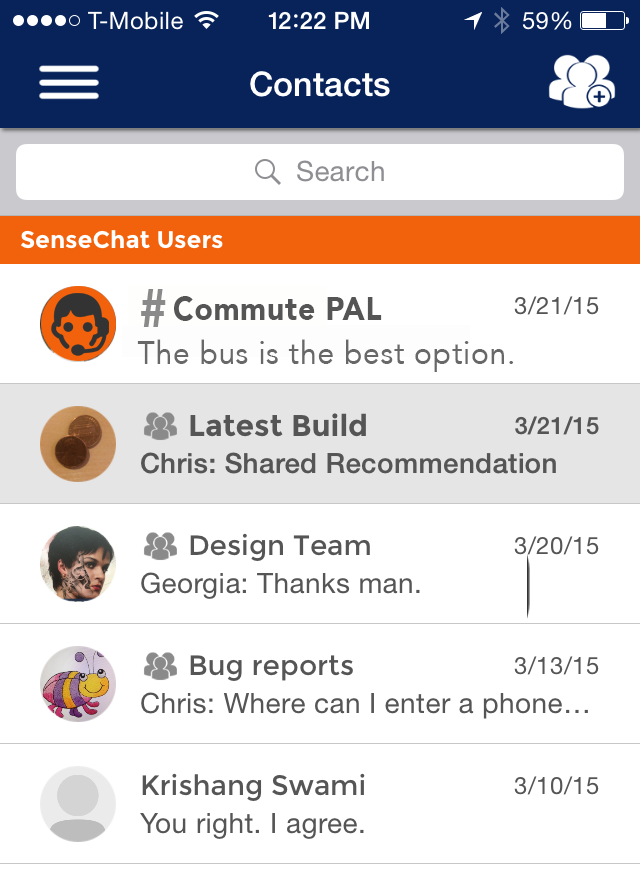 T-Mobile 12:22 PM 59%
Contacts
Search
SenseChat Users
# Commute PAL 3/21/15
The bus is the best option.
Latest Build 3/21/15
Chris: Shared Recommendation
Design Team 3/20/15
Georgia: Thanks man.
Bug reports 3/13/15
Chris: Where can I enter a phone...
Krishang Swami 3/10/15
You right. I agree.